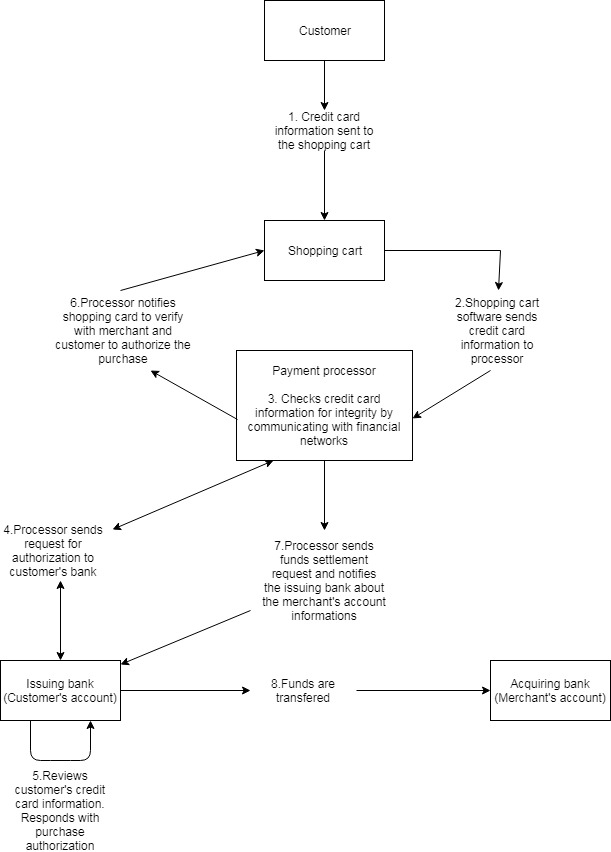 Customer
1. Credit card
information sent to
the shopping cart
Shopping cart
6.Processor notifies
shopping card to verify
with merchant and
customer to authorize the
purchase
2.Shopping cart
software sends
credit card
information to
processor
Payment processor
3. Checks credit card
information for integrity by
communicating with financial
networks
4.Processor sends
request for
authorization to
customer's bank
7.Processor sends
funds settlement
request and notifies
the issuing bank about
the merchant's account
informations
Issuing bank
(Customer's account)
8.Funds are
transfered
Acquiring bank
(Merchant's account)
5.Reviews
customer's credit
card information.
Responds with
purchase
authorization